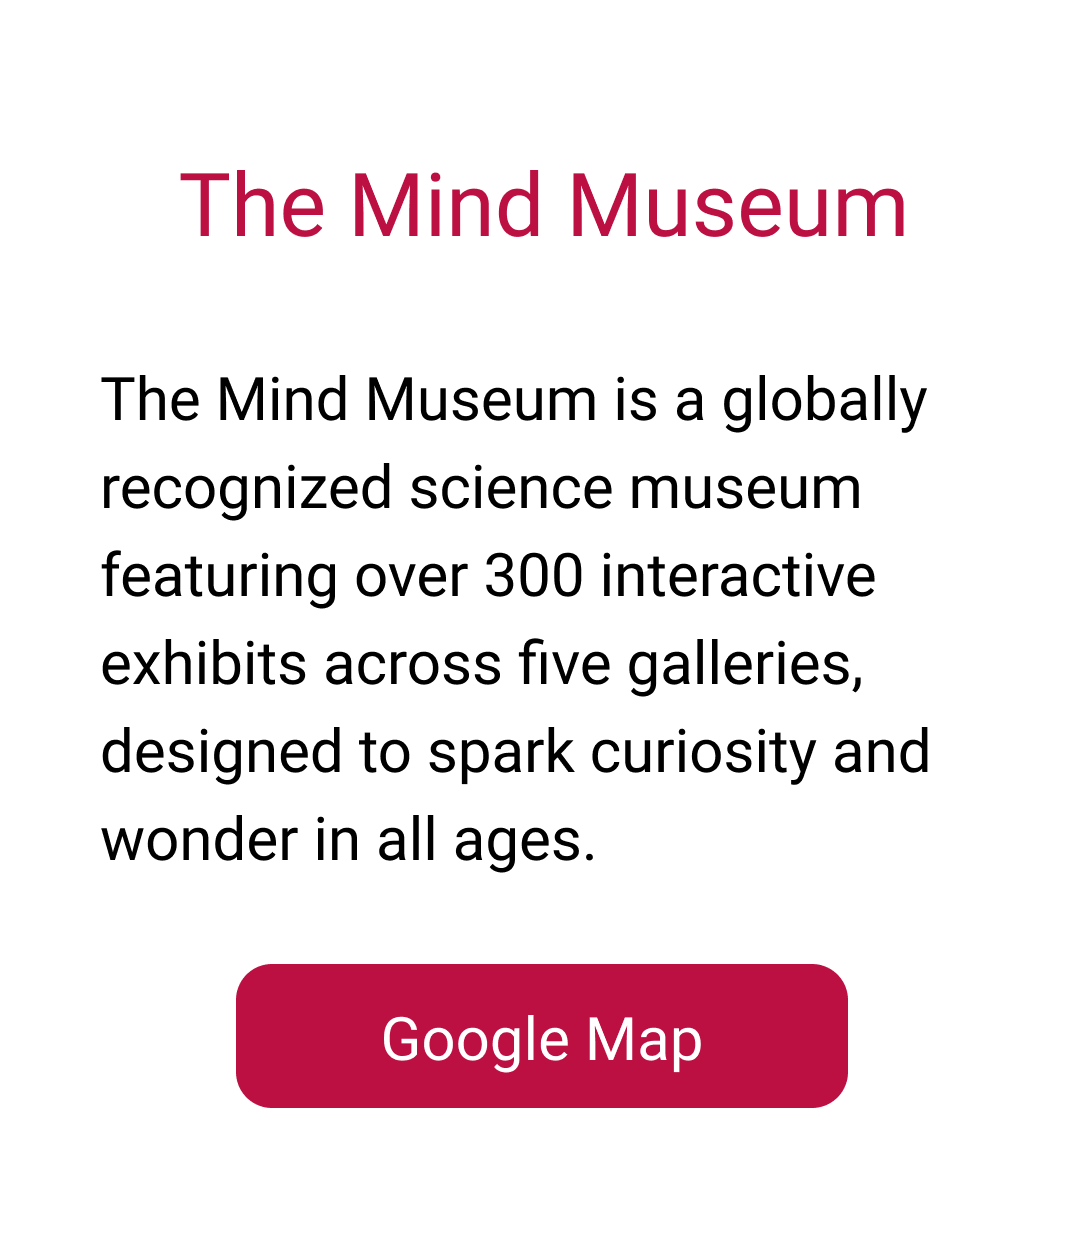 The Mind Museum
The Mind Museum is a globally
recognized science museum
featuring over 300 interactive
exhibits across five galleries,
designed to spark curiosity and
wonder in all ages.
Google Map